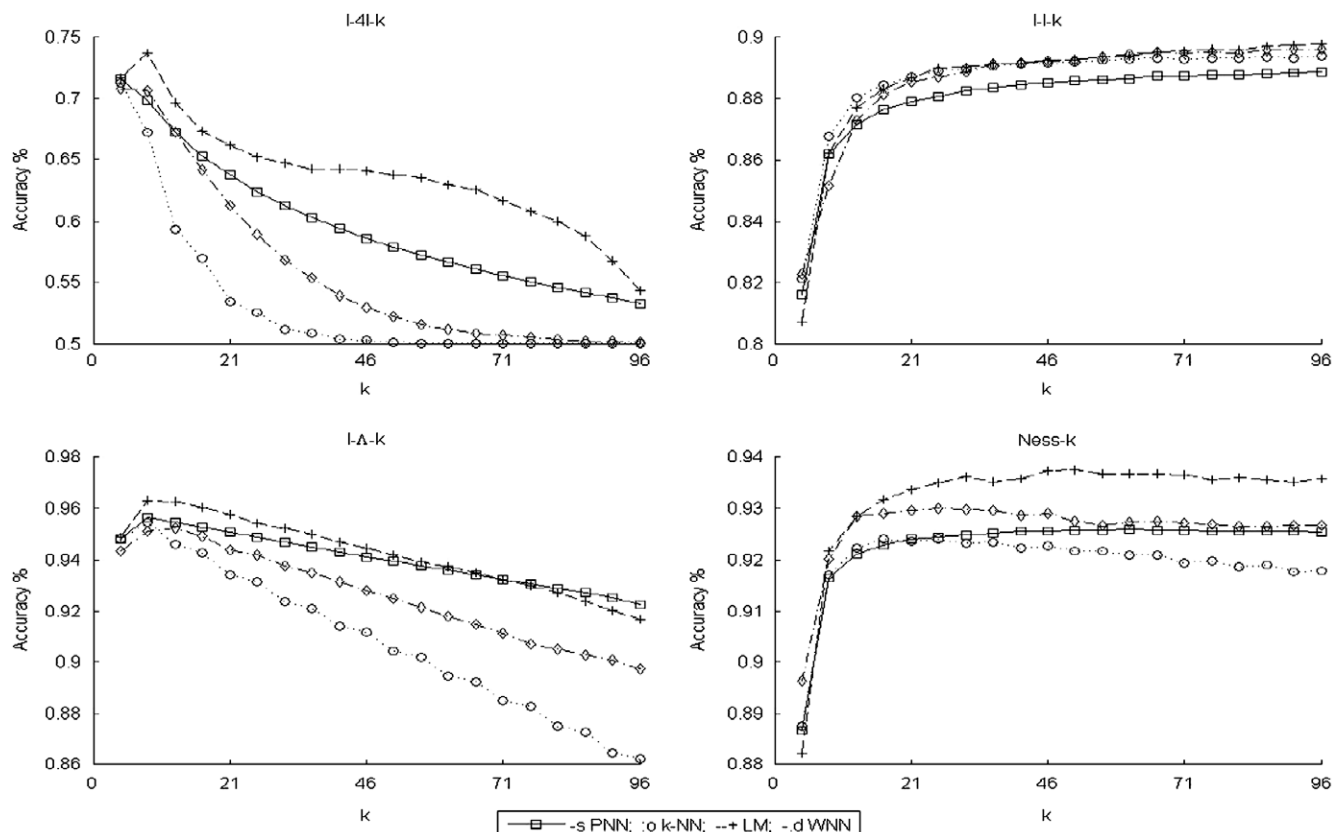 I-4I-k
0.75
0.7
0.65
0.6
0.55
0.5
Accuracy %
0 21 46 71 96
k
I-I-k
0.9
0.88
0.86
0.84
0.82
0.8
Accuracy %
0 21 46 71 96
k
I-Λ-k
0.98
0.96
0.94
0.92
0.9
0.88
0.86
Accuracy %
0 21 46 71 96
k
Ness-k
0.94
0.93
0.92
0.91
0.9
0.89
0.88
Accuracy %
0 21 46 71 96
k
-s PNN; :o k-NN; --+ LM; -.d WNN